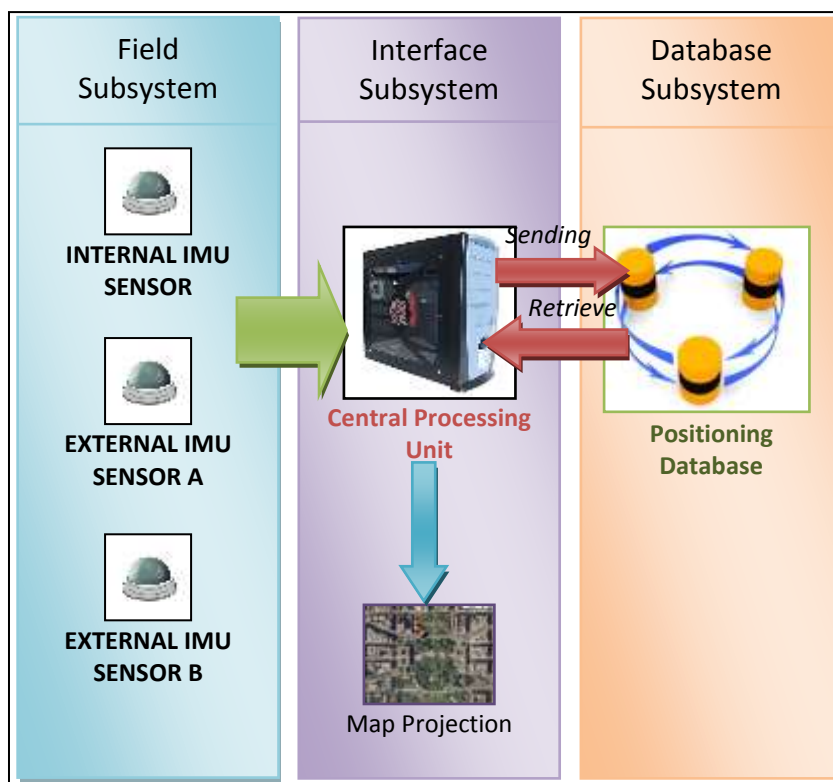 Field
Subsystem
INTERNAL IMU
SENSOR
EXTERNAL IMU
SENSOR A
EXTERNAL IMU
SENSOR B
Interface
Subsystem
Sending
Retrieve
Central Processing
Unit
Map Projection
Database
Subsystem
Positioning
Database